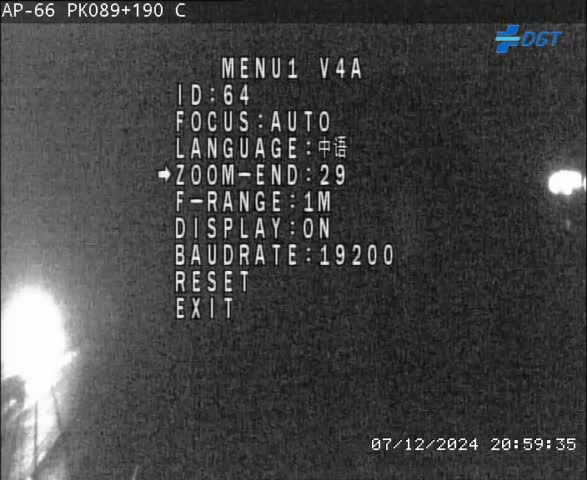 AP-66 PK089+190 C
DGT
MENU1 V4A
ID:64
FOCUS:AUTO
LANGUAGE:中语
ZOOM-END:29
F-RANGE:1M
DISPLAY:ON
BAUDRATE:19200
RESET
EXIT
07/12/2024 20:59:35